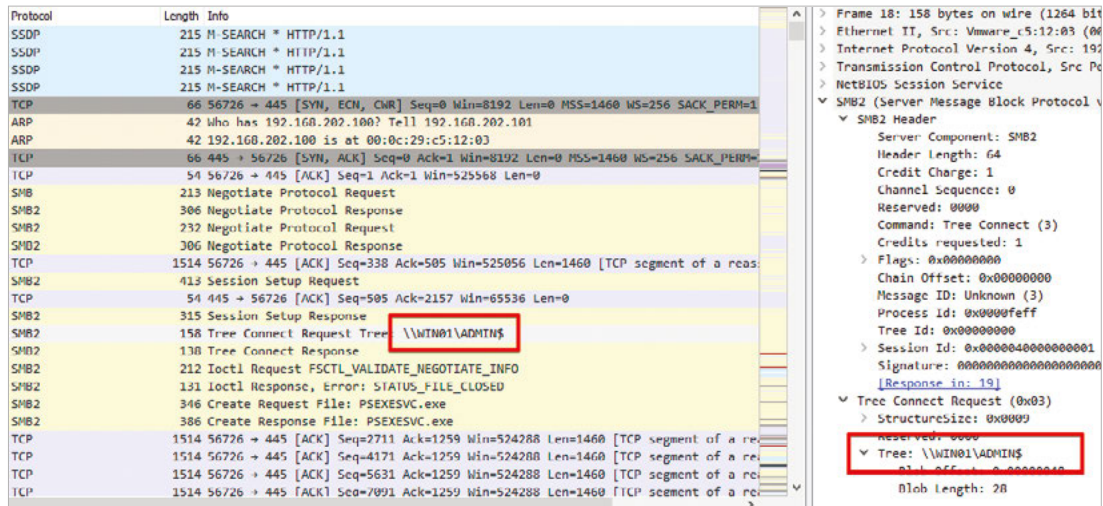 Protocol Length Info
SSDP 215 M-SEARCH * HTTP/1.1
SSDP 215 M-SEARCH * HTTP/1.1
SSDP 215 M-SEARCH * HTTP/1.1
SSDP 215 M-SEARCH * HTTP/1.1
TCP 66 56726 → 445 [SYN, ECN, CWR] Seq=0 Win=8192 Len=0 MSS=1460 WS=256 SACK_PERM=1
ARP 42 Who has 192.168.202.100? Tell 192.168.202.101
ARP 42 192.168.202.100 is at 00:0c:29:c5:12:03
TCP 66 445 → 56726 [SYN, ACK] Seq=0 Ack=1 Win=8192 Len=0 MSS=1460 WS=256 SACK_PERM=
TCP 54 56726 → 445 [ACK] Seq=1 Ack=1 Win=525568 Len=0
SMB 213 Negotiate Protocol Request
SMB2 306 Negotiate Protocol Response
SMB2 232 Negotiate Protocol Request
SMB2 306 Negotiate Protocol Response
TCP 1514 56726 → 445 [ACK] Seq=338 Ack=505 Win=525056 Len=1460 [TCP segment of a reas
SMB2 413 Session Setup Request
TCP 54 445 → 56726 [ACK] Seq=505 Ack=2157 Win=65536 Len=0
SMB2 315 Session Setup Response
SMB2 158 Tree Connect Request Tree: \\WIN01\ADMIN$
SMB2 138 Tree Connect Response
SMB2 212 Ioctl Request FSCTL_VALIDATE_NEGOTIATE_INFO
SMB2 131 Ioctl Response, Error: STATUS_FILE_CLOSED
SMB2 346 Create Request File: PSEXESVC.exe
SMB2 386 Create Response File: PSEXESVC.exe
TCP 1514 56726 → 445 [ACK] Seq=2711 Ack=1259 Win=524288 Len=1460 [TCP segment of a re
TCP 1514 56726 → 445 [ACK] Seq=4171 Ack=1259 Win=524288 Len=1460 [TCP segment of a re
TCP 1514 56726 → 445 [ACK] Seq=5631 Ack=1259 Win=524288 Len=1460 [TCP segment of a re
TCP 1514 56726 → 445 [ACK] Seq=7091 Ack=1259 Win=524288 Len=1460 [TCP segment of a re
Frame 18: 158 bytes on wire (1264 bit
Ethernet II, Src: Vmware_c5:12:03 (00
Internet Protocol Version 4, Src: 192
Transmission Control Protocol, Src Po
NetBIOS Session Service
SMB2 (Server Message Block Protocol v
SMB2 Header
Server Component: SMB2
Header Length: 64
Credit Charge: 1
Channel Sequence: 0
Reserved: 0000
Command: Tree Connect (3)
Credits requested: 1
Flags: 0x00000000
Chain Offset: 0x00000000
Message ID: Unknown (3)
Process Id: 0x0000feff
Tree Id: 0x00000000
Session Id: 0x0000040000000001
Signature: 00000000000000000000
[Response in: 19]
Tree Connect Request (0x03)
StructureSize: 0x0009
Reserved: 0000
Tree: \\WIN01\ADMIN$
Blob Offset: 0x00000048
Blob Length: 28